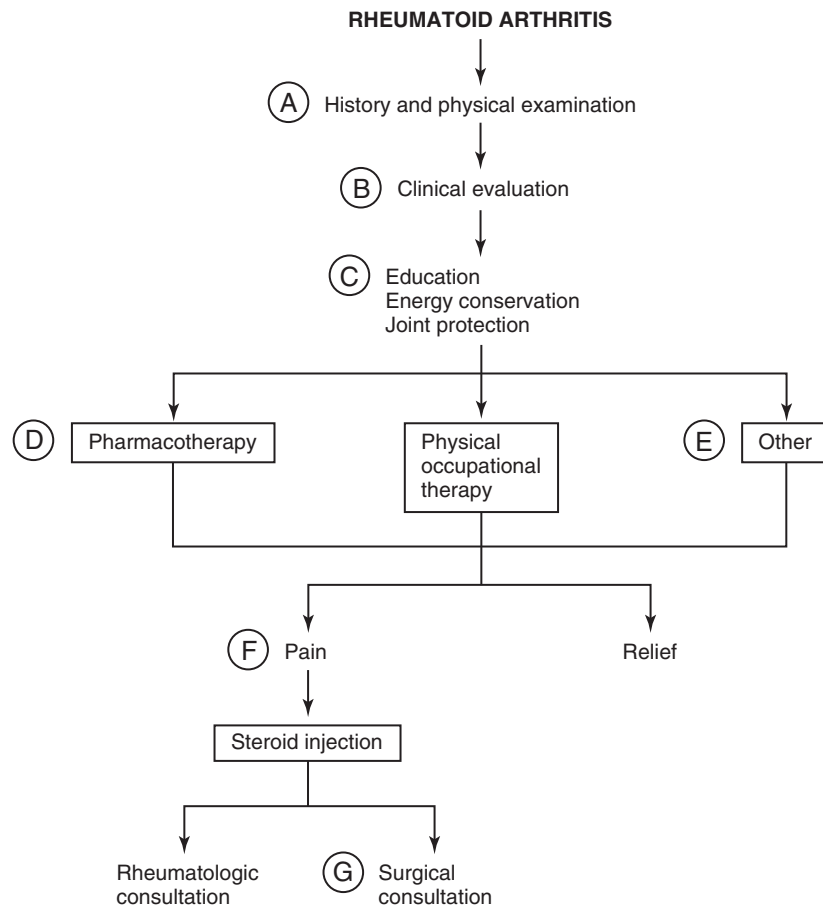 RHEUMATOID ARTHRITIS
A History and physical examination
B Clinical evaluation
C Education
Energy conservation
Joint protection
D Pharmacotherapy
Physical
occupational
therapy
E Other
F Pain
Relief
Steroid injection
Rheumatologic
consultation
G Surgical
consultation